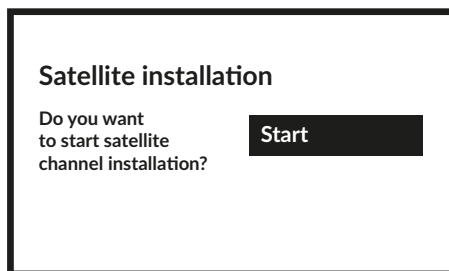 Satellite installation
Do you want
to start satellite
channel installation?
Start